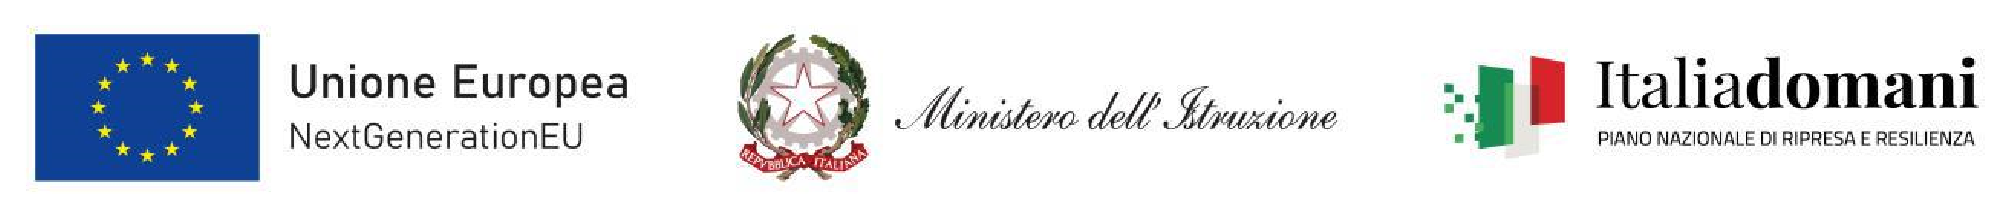 Unione Europea
NextGenerationEU
REPVBBLICA ITALIANA
Ministero dell' Istruzione
Italiadomani
PIANO NAZIONALE DI RIPRESA E RESILIENZA